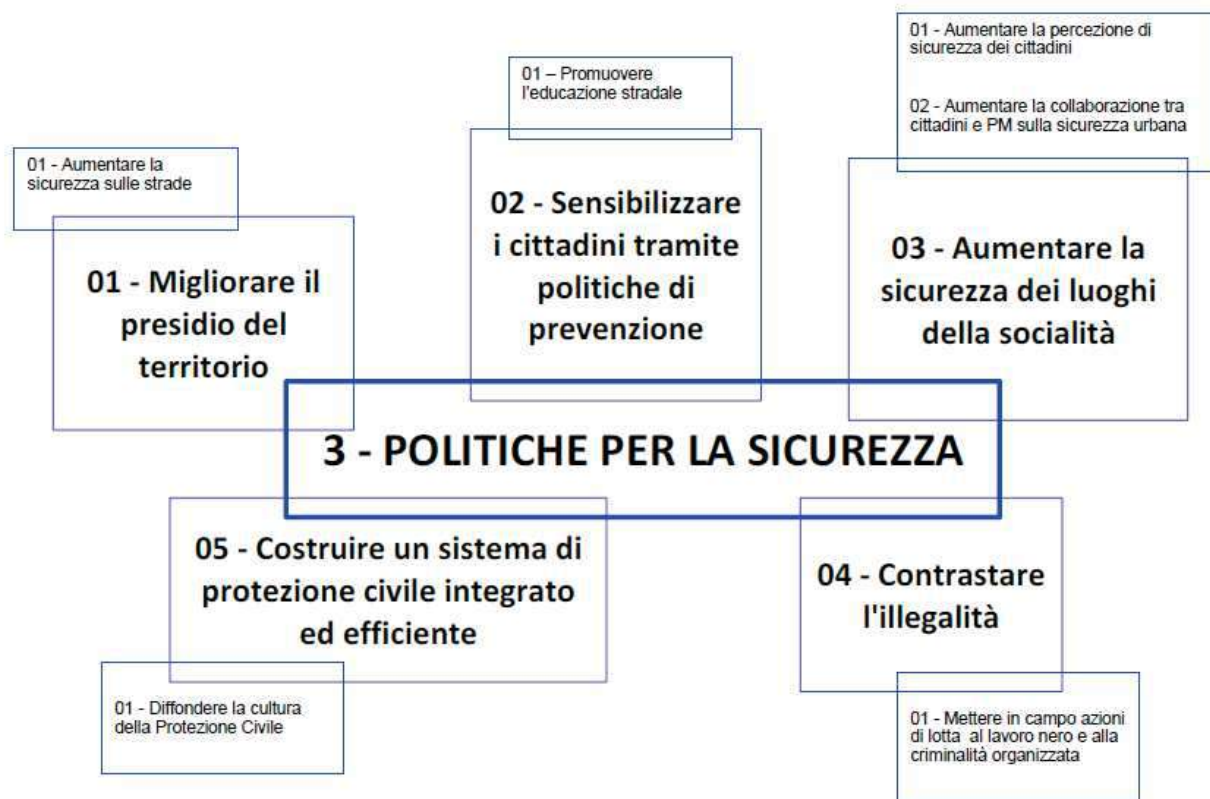 01 - Aumentare la
sicurezza sulle strade
01 - Migliorare il
presidio del
territorio
01 – Promuovere
l'educazione stradale
02 - Sensibilizzare
i cittadini tramite
politiche di
prevenzione
01 - Aumentare la percezione di
sicurezza dei cittadini
02 - Aumentare la collaborazione tra
cittadini e PM sulla sicurezza urbana
03 - Aumentare la
sicurezza dei luoghi
della socialità
3 - POLITICHE PER LA SICUREZZA
05 - Costruire un sistema di
protezione civile integrato
ed efficiente
01 - Diffondere la cultura
della Protezione Civile
04 - Contrastare
l'illegalità
01 - Mettere in campo azioni
di lotta al lavoro nero e alla
criminalità organizzata